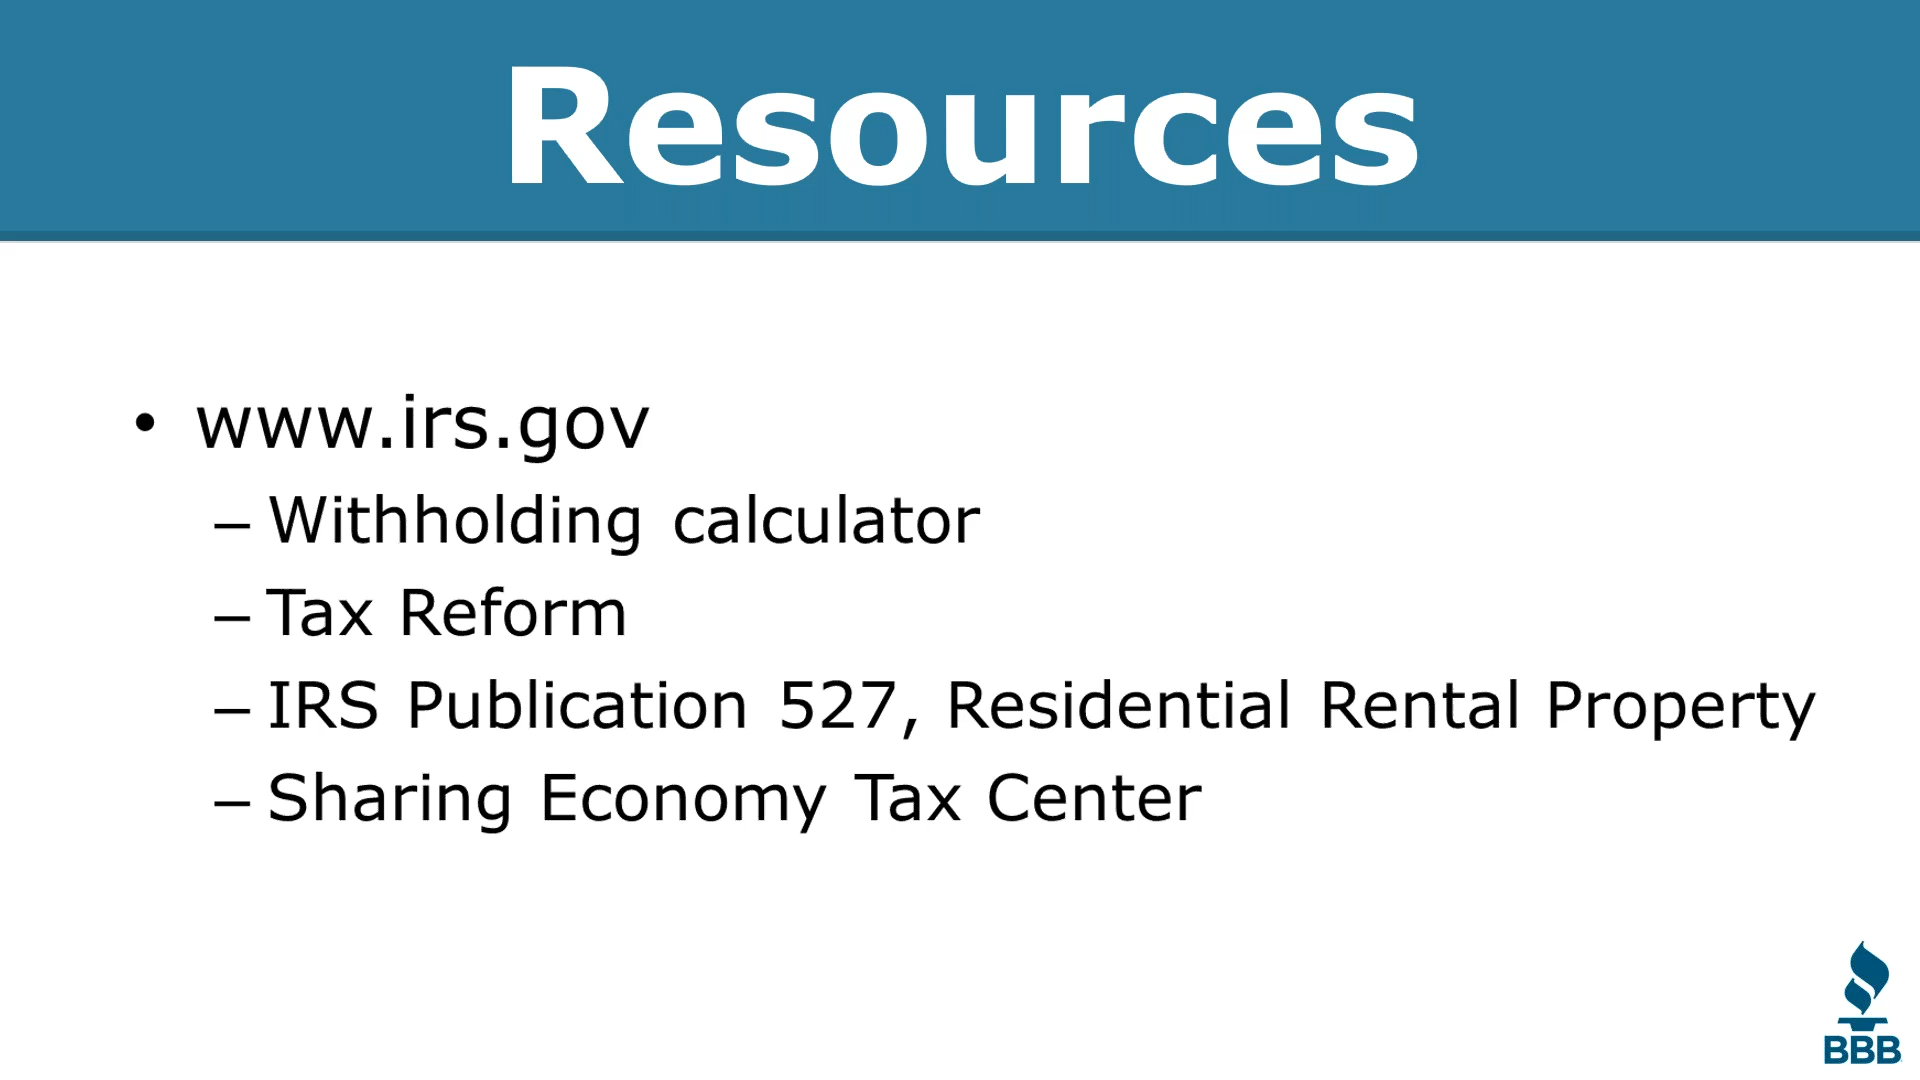 Resources
• www.irs.gov
– Withholding calculator
– Tax Reform
– IRS Publication 527, Residential Rental Property
– Sharing Economy Tax Center
BBB